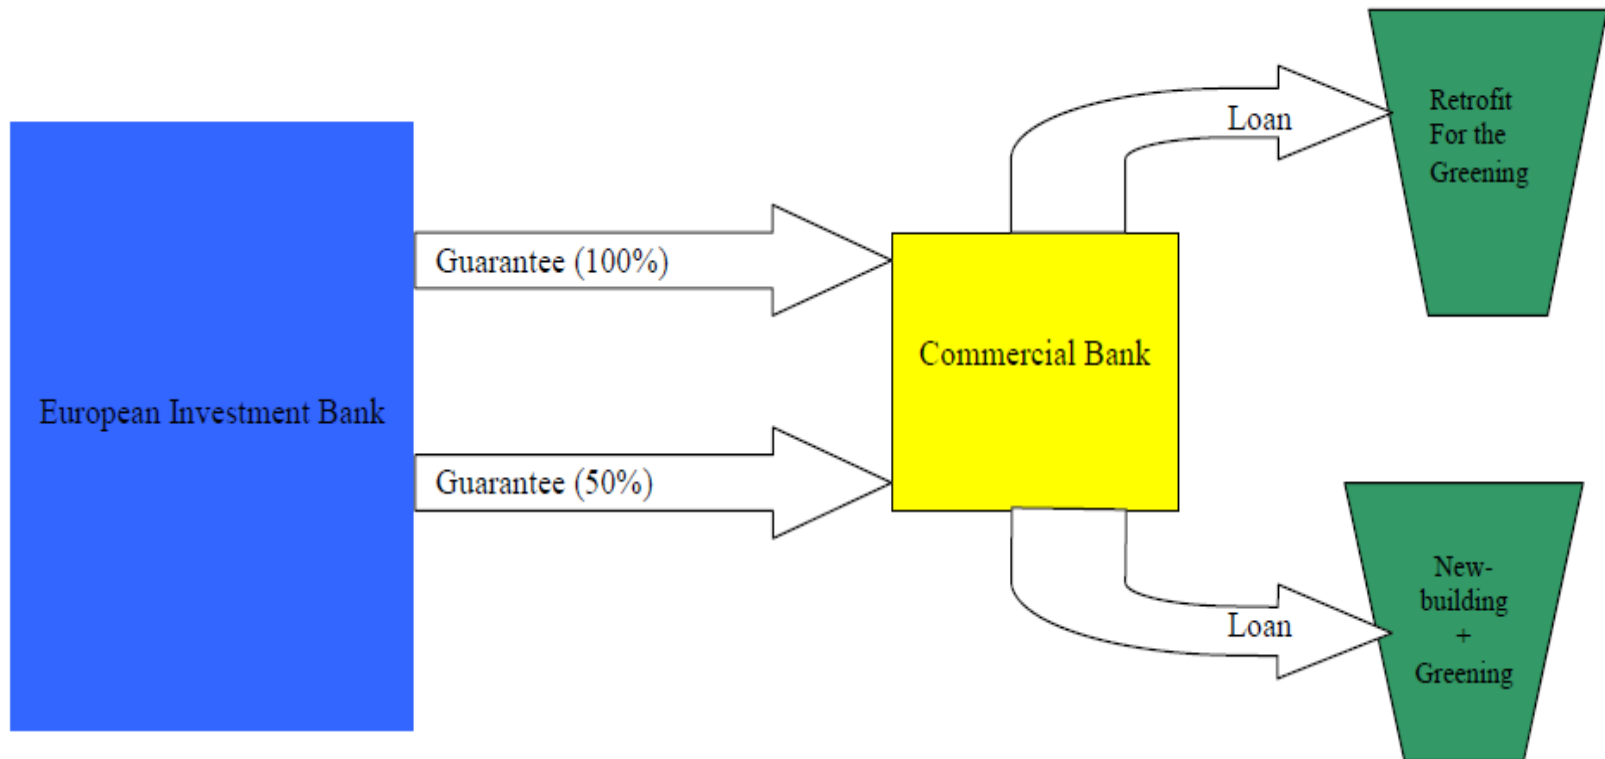 European Investment Bank
Guarantee (100%)
Guarantee (50%)
Commercial Bank
Loan
Retrofit
For the
Greening
Loan
New-
building
+
Greening